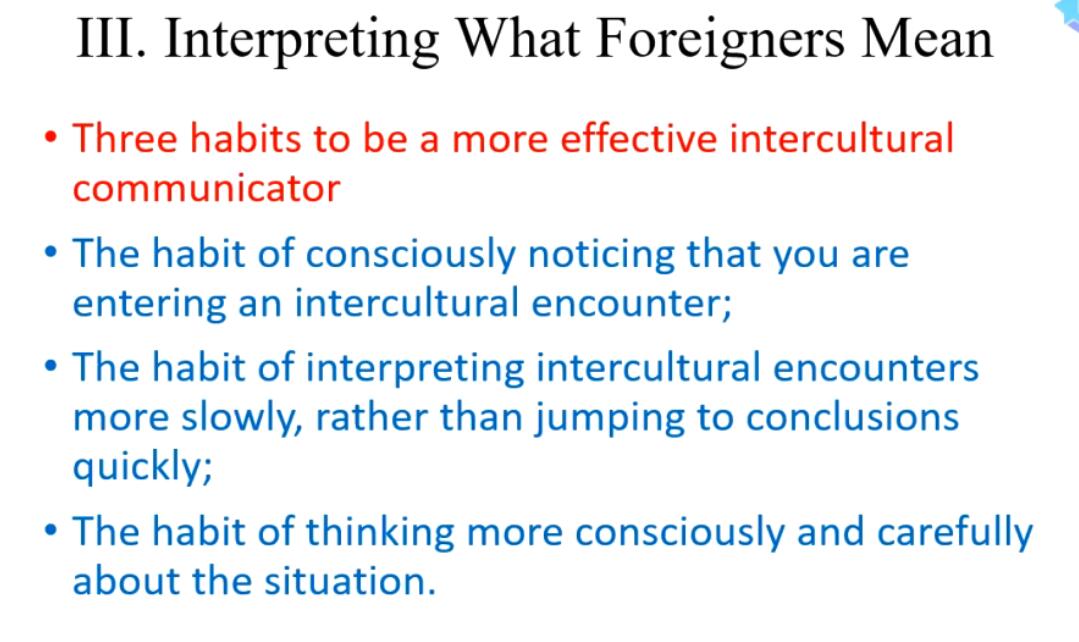 III. Interpreting What Foreigners Mean
• Three habits to be a more effective intercultural
communicator
• The habit of consciously noticing that you are
entering an intercultural encounter;
• The habit of interpreting intercultural encounters
more slowly, rather than jumping to conclusions
quickly;
• The habit of thinking more consciously and carefully
about the situation.